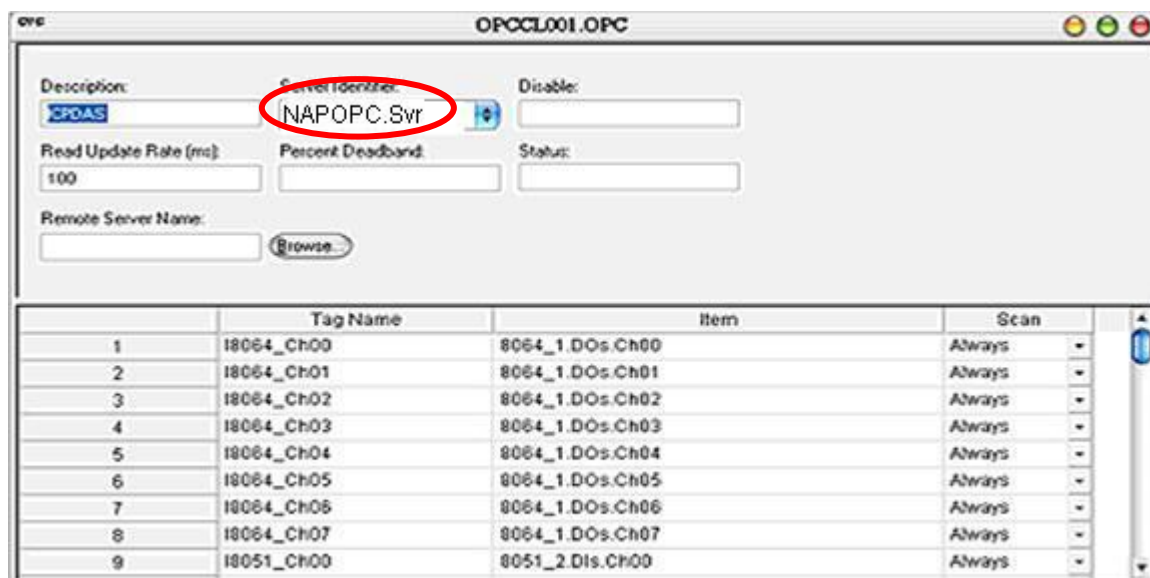 OPC
OPCCL001.OPC
Description:
Server Identifier:
Disable:
ICPDAS
NAPOPC.Svr
Read Update Rate (ms):
Percent Deadband:
Status:
100
Remote Server Name:
Browse...
Tag Name Item Scan
1 I8064_Ch00 8064_1.DOs.Ch00 Always
2 I8064_Ch01 8064_1.DOs.Ch01 Always
3 I8064_Ch02 8064_1.DOs.Ch02 Always
4 I8064_Ch03 8064_1.DOs.Ch03 Always
5 I8064_Ch04 8064_1.DOs.Ch04 Always
6 I8064_Ch05 8064_1.DOs.Ch05 Always
7 I8064_Ch06 8064_1.DOs.Ch06 Always
8 I8064_Ch07 8064_1.DOs.Ch07 Always
9 I8051_Ch00 8051_2.DIs.Ch00 Always